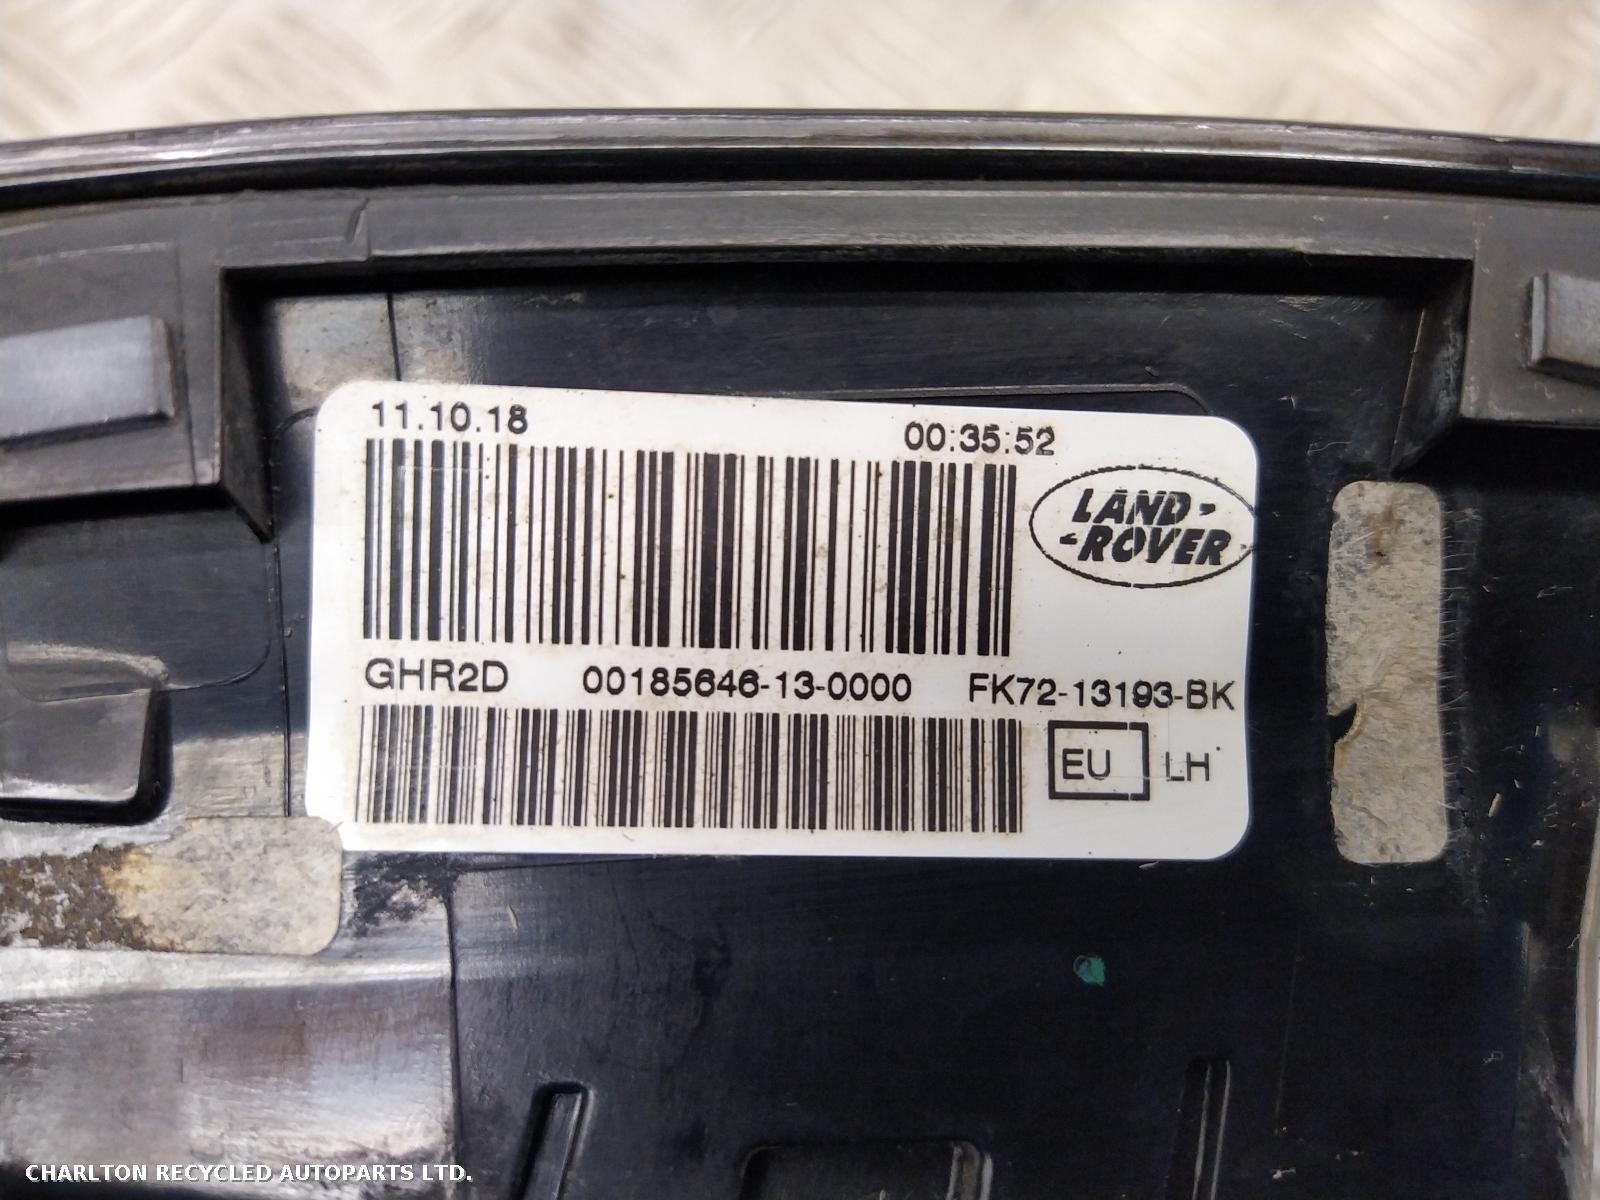 11.10.18 00:35:52
LAND-
-ROVER
GHR2D 00185646-13-0000 FK72-13193-BK
EU LH
CHARLTON RECYCLED AUTOPARTS LTD.